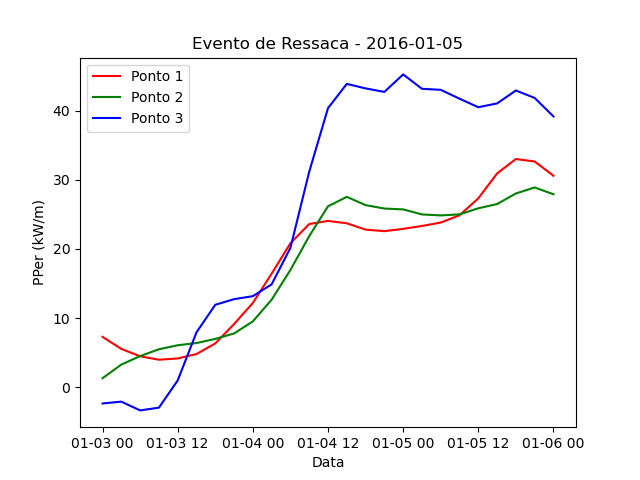 Evento de Ressaca - 2016-01-05
Ponto 1
Ponto 2
Ponto 3
PPer (kW/m)
40
30
20
10
0
01-03 00 01-03 12 01-04 00 01-04 12 01-05 00 01-05 12 01-06 00
Data